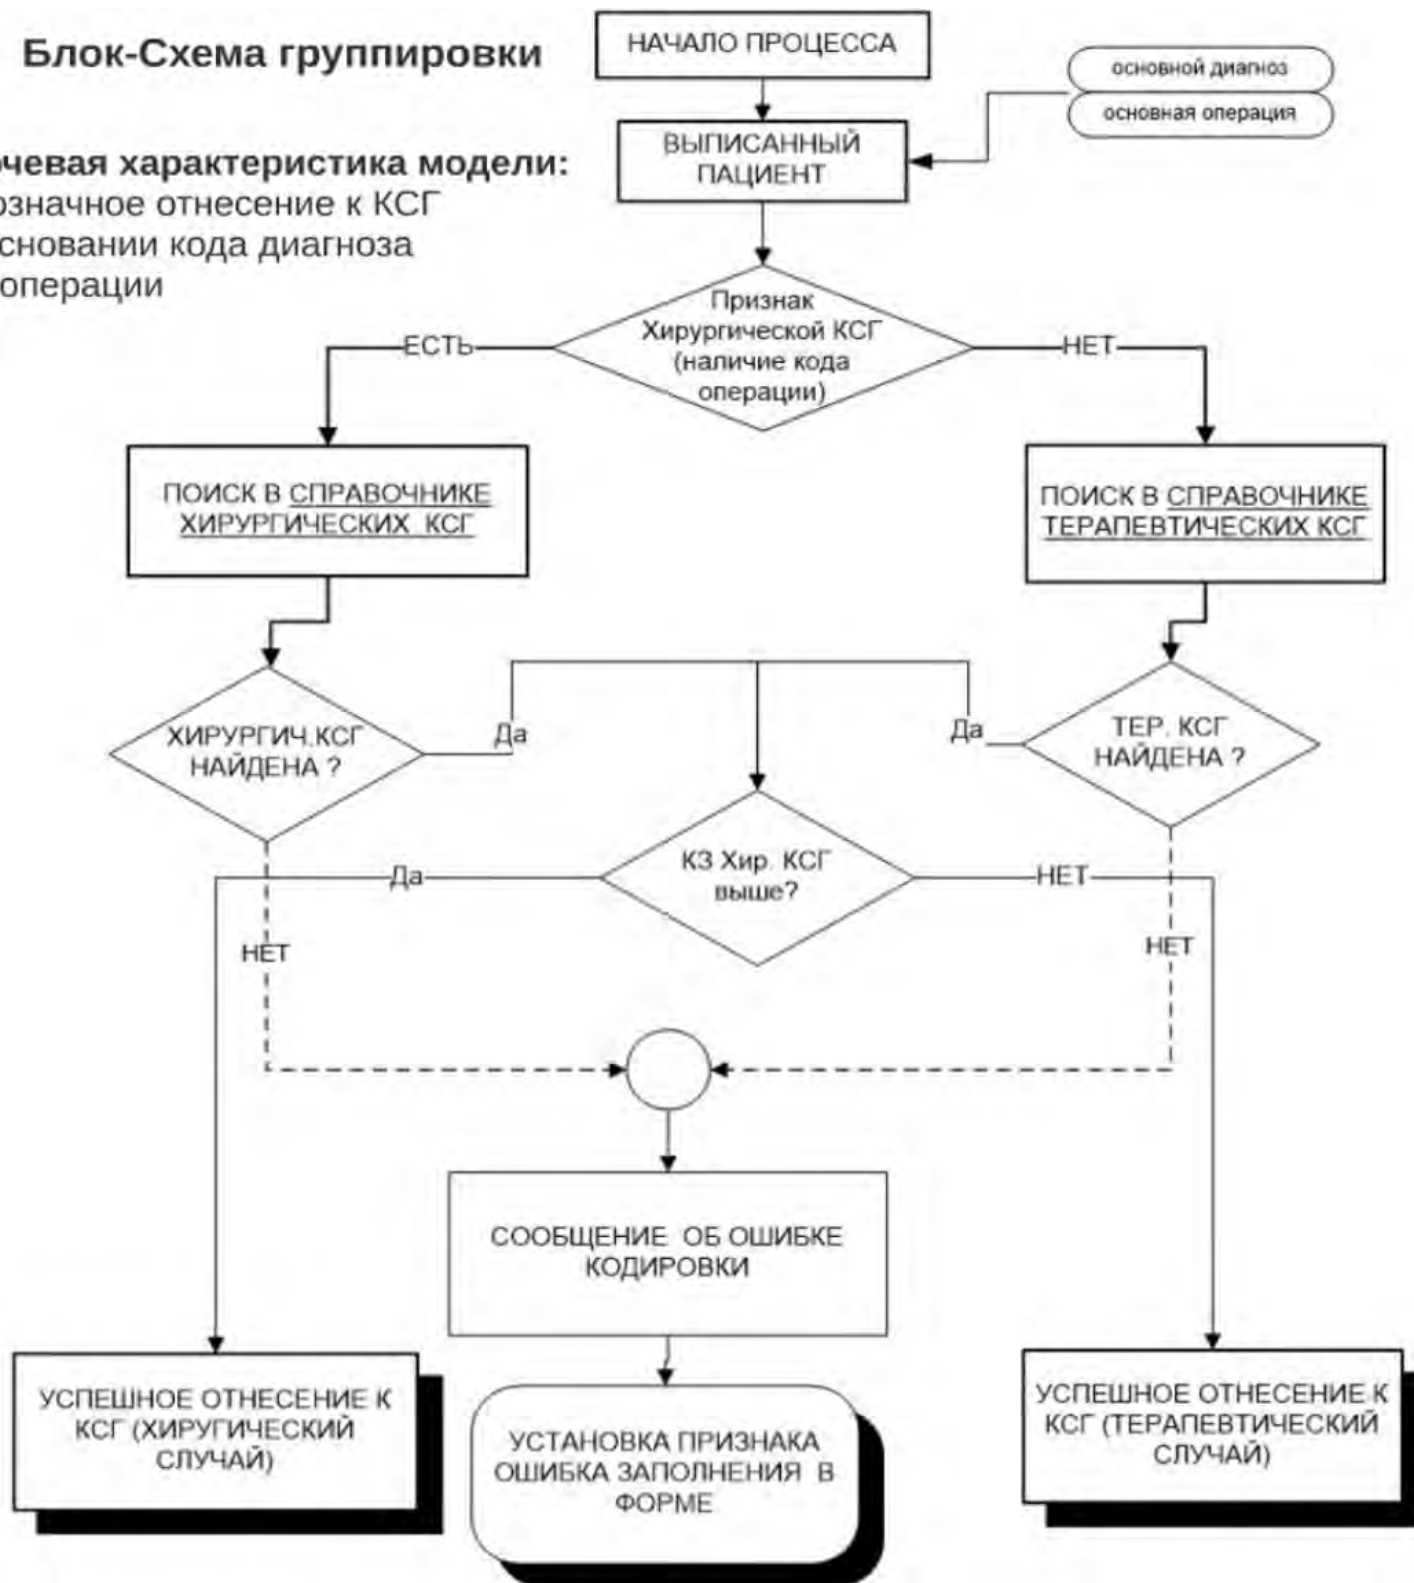 Блок-Схема группировки
НАЧАЛО ПРОЦЕССА
основной диагноз
основная операция
ВЫПИСАННЫЙ
ПАЦИЕНТ
чевая характеристика модели:
означное отнесение к КСГ
сновании кода диагноза
операции
Признак
Хирургической КСГ
(наличие кода
операции)
ЕСТЬ
НЕТ
ПОИСК В СПРАВОЧНИКЕ
ХИРУРГИЧЕСКИХ КСГ
ПОИСК В СПРАВОЧНИКЕ
ТЕРАПЕВТИЧЕСКИХ КСГ
ХИРУРГИЧ.КСГ
НАЙДЕНА ?
Да
Да
ТЕР. КСГ
НАЙДЕНА ?
КЗ Хир. КСГ
выше?
Да
НЕТ
НЕТ
НЕТ
СООБЩЕНИЕ ОБ ОШИБКЕ
КОДИРОВКИ
УСПЕШНОЕ ОТНЕСЕНИЕ К
КСГ (ХИРУГИЧЕСКИЙ
СЛУЧАЙ)
УСТАНОВКА ПРИЗНАКА
ОШИБКА ЗАПОЛНЕНИЯ В
ФОРМЕ
УСПЕШНОЕ ОТНЕСЕНИЕ К
КСГ (ТЕРАПЕВТИЧЕСКИЙ
СЛУЧАЙ)